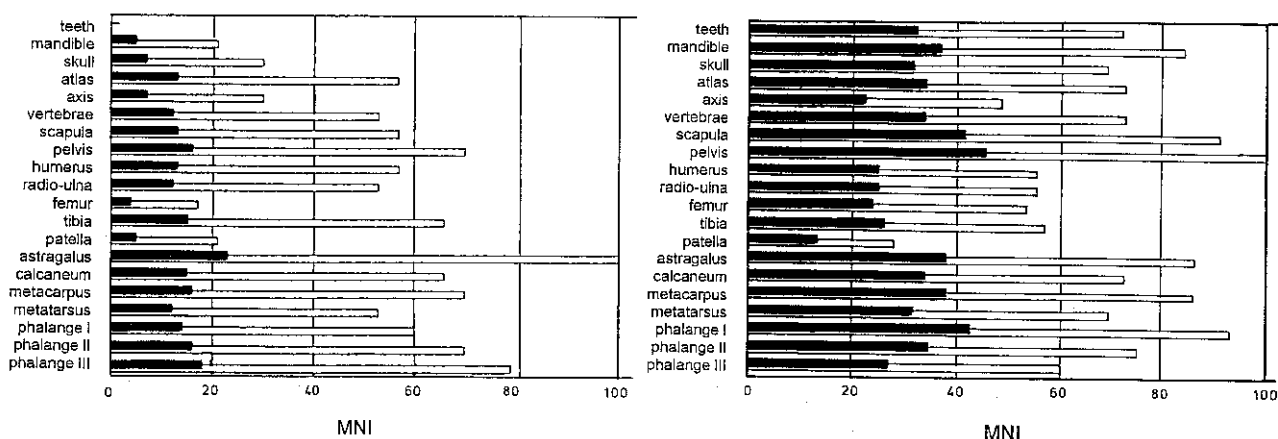 teeth
mandible
skull
atlas
axis
vertebrae
scapula
pelvis
humerus
radio-ulna
femur
tibia
patella
astragalus
calcaneum
metacarpus
metatarsus
phalange I
phalange II
phalange III
0 20 40 60 80 100
MNI
teeth
mandible
skull
atlas
axis
vertebrae
scapula
pelvis
humerus
radio-ulna
femur
tibia
patella
astragalus
calcaneum
metacarpus
metatarsus
phalange I
phalange II
phalange III
0 20 40 60 80 100
MNI